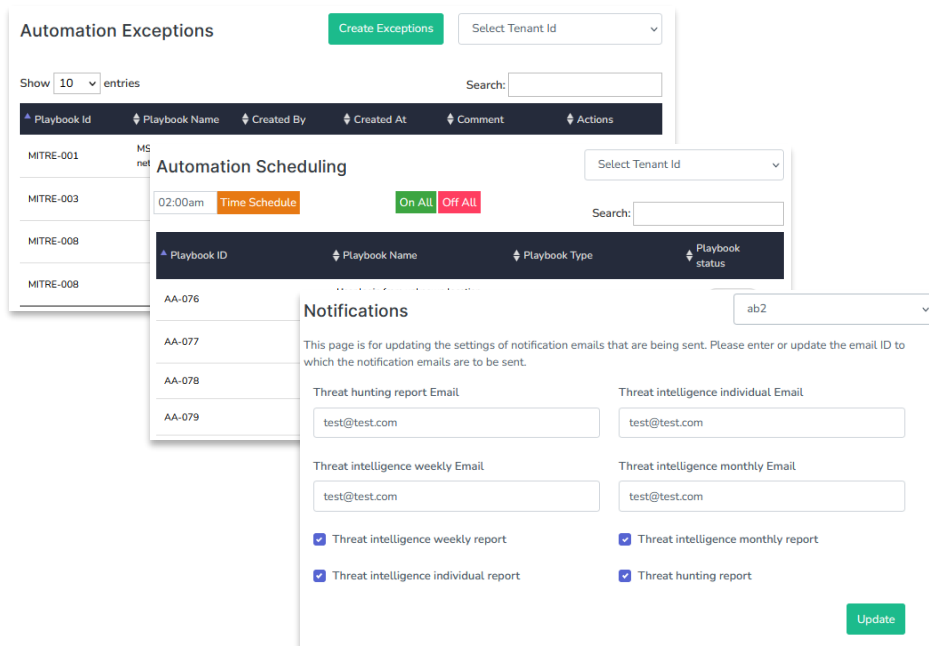 Automation Exceptions
Create Exceptions
Select Tenant Id
Show 10 entries
Search:
Playbook Id Playbook Name Created By Created At Comment Actions
MITRE-001
MITRE-003
MITRE-008
MITRE-008
Automation Scheduling
Select Tenant Id
02:00am Time Schedule
On All Off All
Search:
Playbook ID Playbook Name Playbook Type Playbook
status
AA-076
AA-077
AA-078
AA-079
Notifications
ab2
This page is for updating the settings of notification emails that are being sent. Please enter or update the email ID to
which the notification emails are to be sent.
Threat hunting report Email Threat intelligence individual Email
test@test.com test@test.com
Threat intelligence weekly Email Threat intelligence monthly Email
test@test.com test@test.com
Threat intelligence weekly report Threat intelligence monthly report
Threat intelligence individual report Threat hunting report
Update